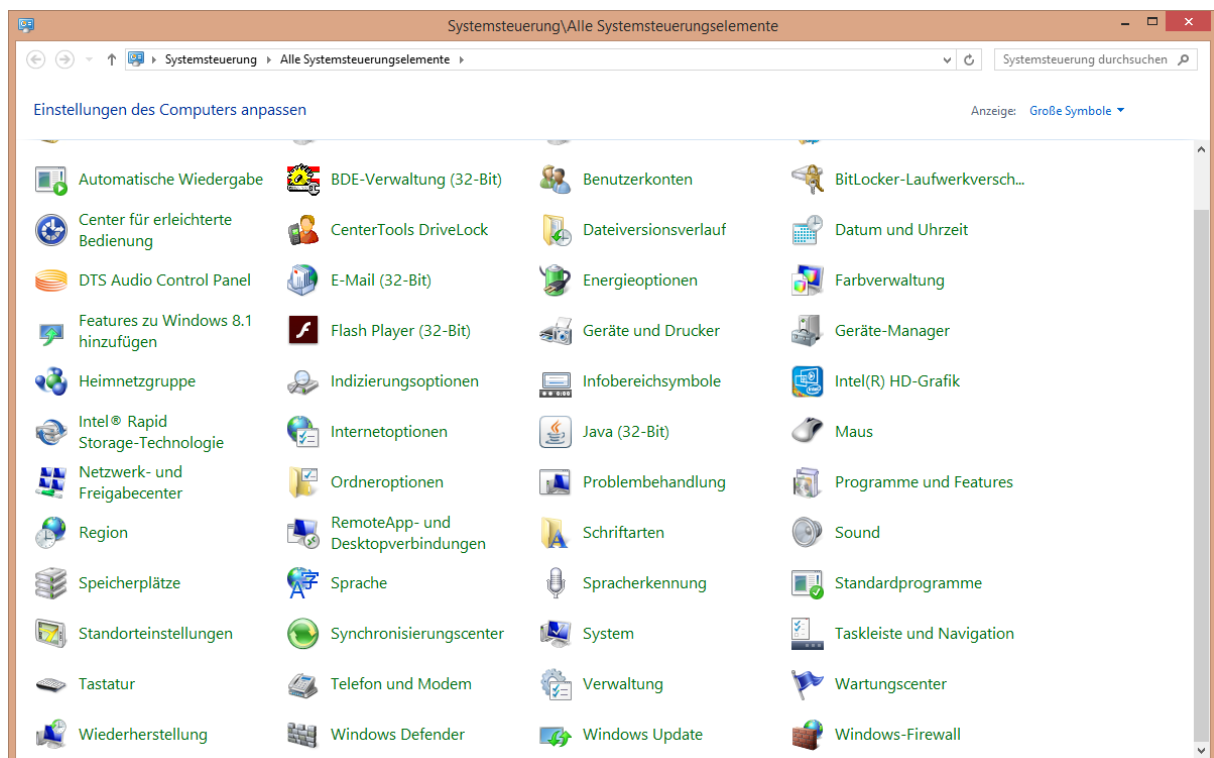 Systemsteuerung\Alle Systemsteuerungselemente
Systemsteuerung Alle Systemsteuerungselemente Systemsteuerung durchsuchen
Einstellungen des Computers anpassen Anzeige: Große Symbole
Automatische Wiedergabe BDE-Verwaltung (32-Bit) Benutzerkonten BitLocker-Laufwerkversch...
Center für erleichterte
Bedienung CenterTools DriveLock Dateiversionsverlauf Datum und Uhrzeit
DTS Audio Control Panel E-Mail (32-Bit) Energieoptionen Farbverwaltung
Features zu Windows 8.1
hinzufügen Flash Player (32-Bit) Geräte und Drucker Geräte-Manager
Heimnetzgruppe Indizierungsoptionen Infobereichsymbole Intel(R) HD-Grafik
Intel® Rapid
Storage-Technologie Internetoptionen Java (32-Bit) Maus
Netzwerk- und
Freigabecenter Ordneroptionen Problembehandlung Programme und Features
Region RemoteApp- und
Desktopverbindungen Schriftarten Sound
Speicherplätze Sprache Spracherkennung Standardprogramme
Standorteinstellungen Synchronisierungscenter System Taskleiste und Navigation
Tastatur Telefon und Modem Verwaltung Wartungscenter
Wiederherstellung Windows Defender Windows Update Windows-Firewall